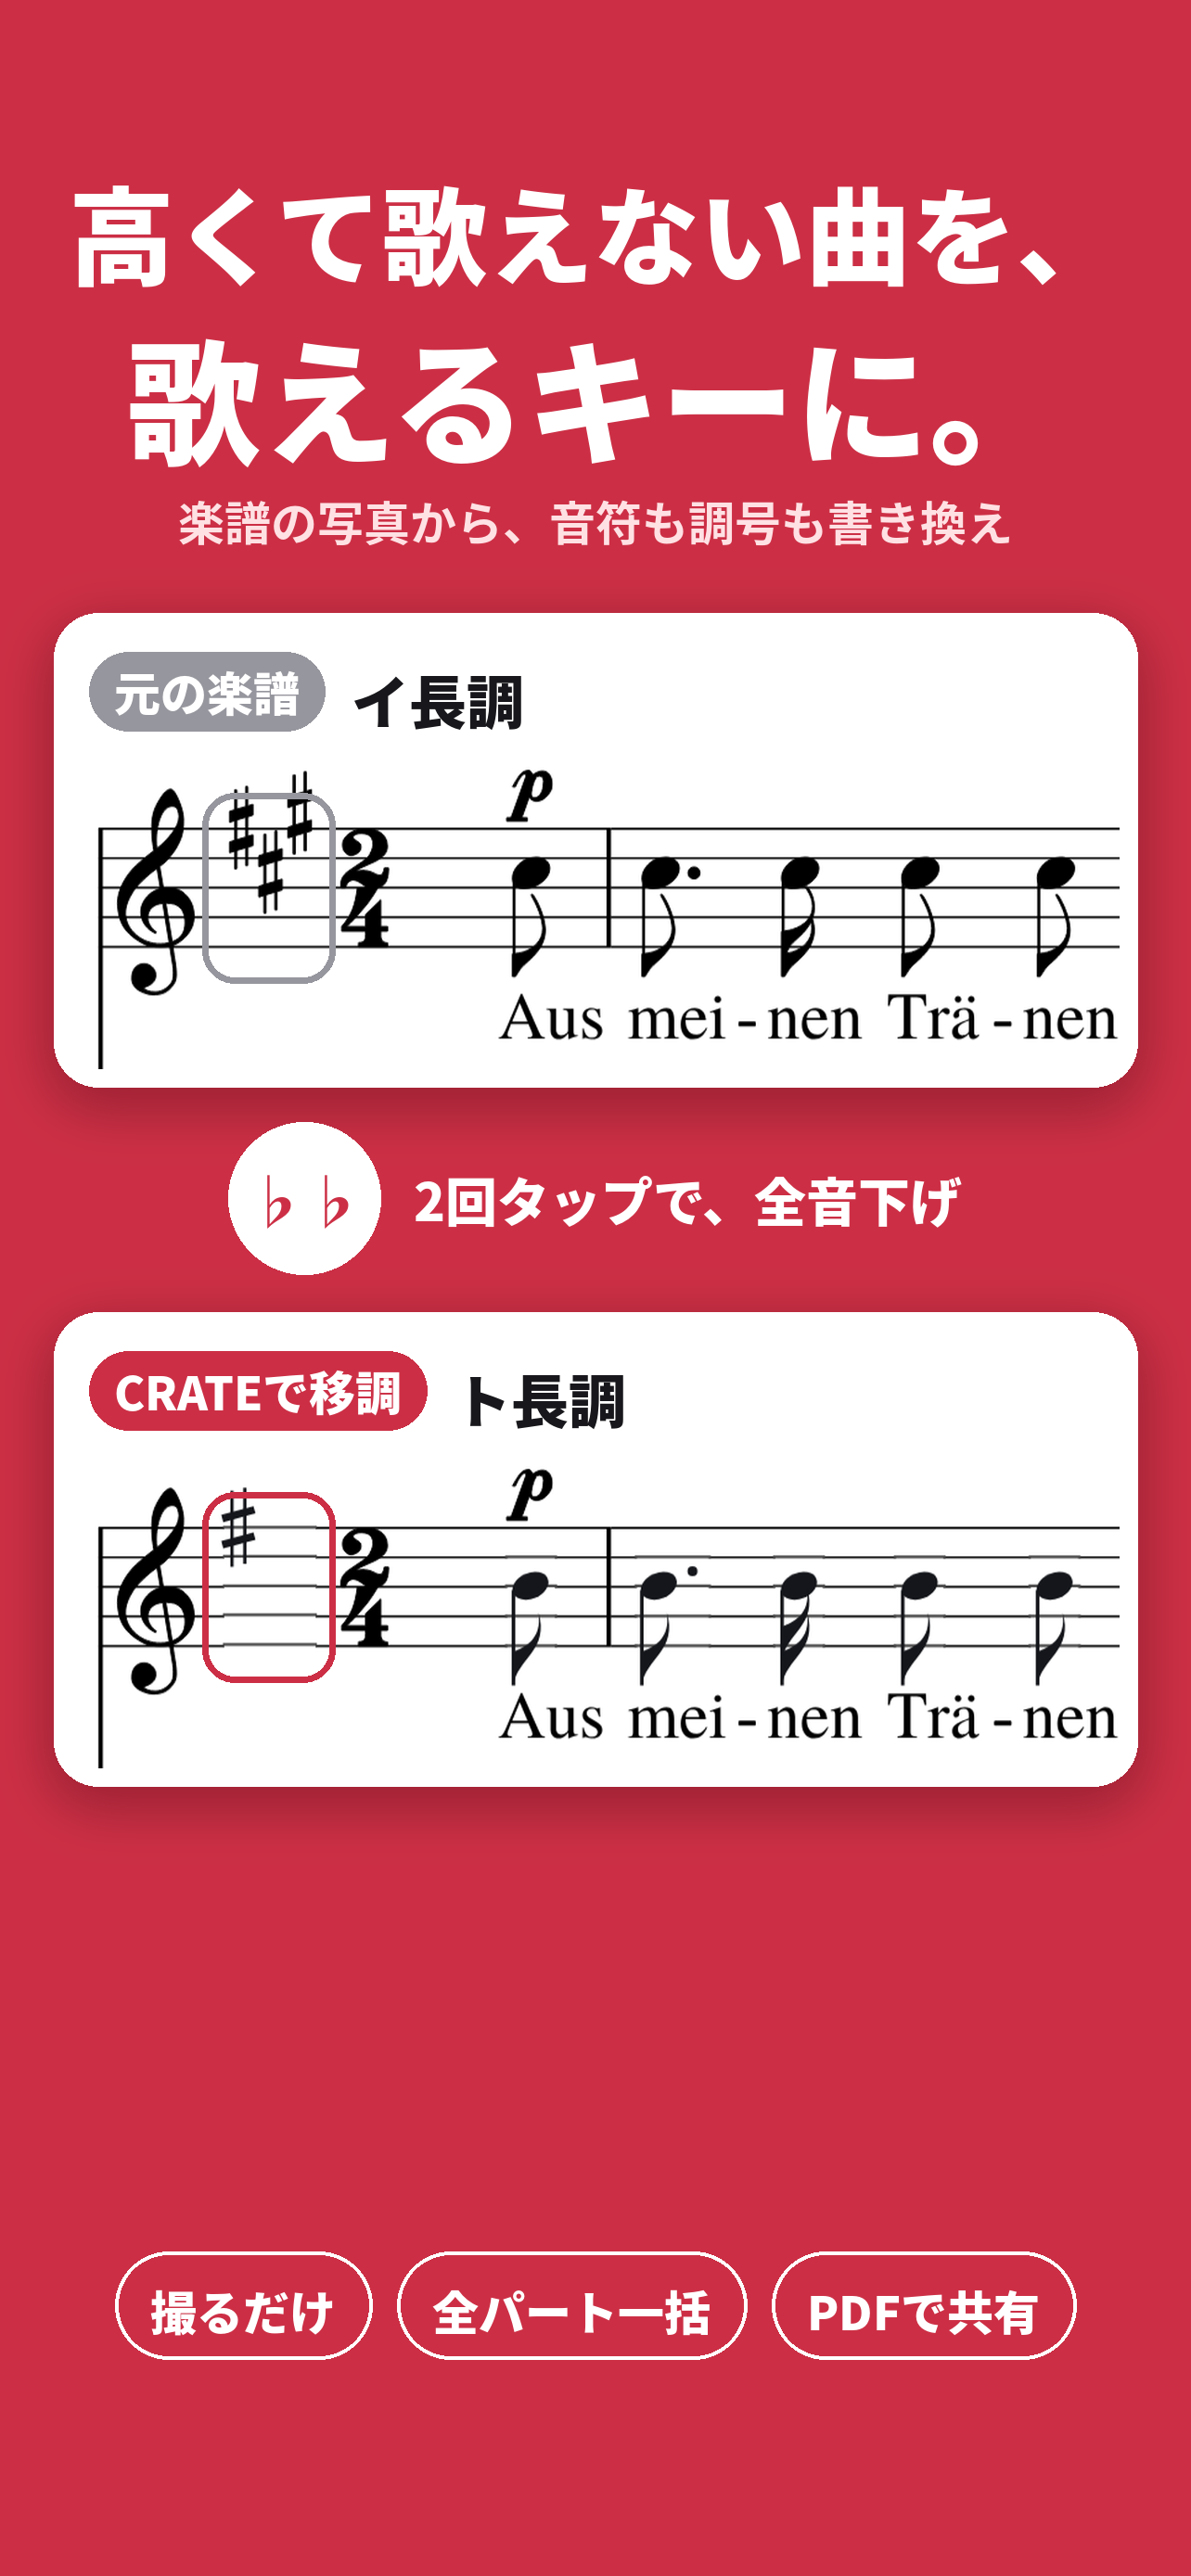 高くて歌えない曲を、
歌えるキーに。
楽譜の写真から、音符も調号も書き換え
元の楽譜 イ長調
p
2
4
Aus mei - nen Trä - nen
♭ ♭ 2回タップで、全音下げ
CRATEで移調 ト長調
p
2
4
Aus mei - nen Trä - nen
撮るだけ 全パート一括 PDFで共有